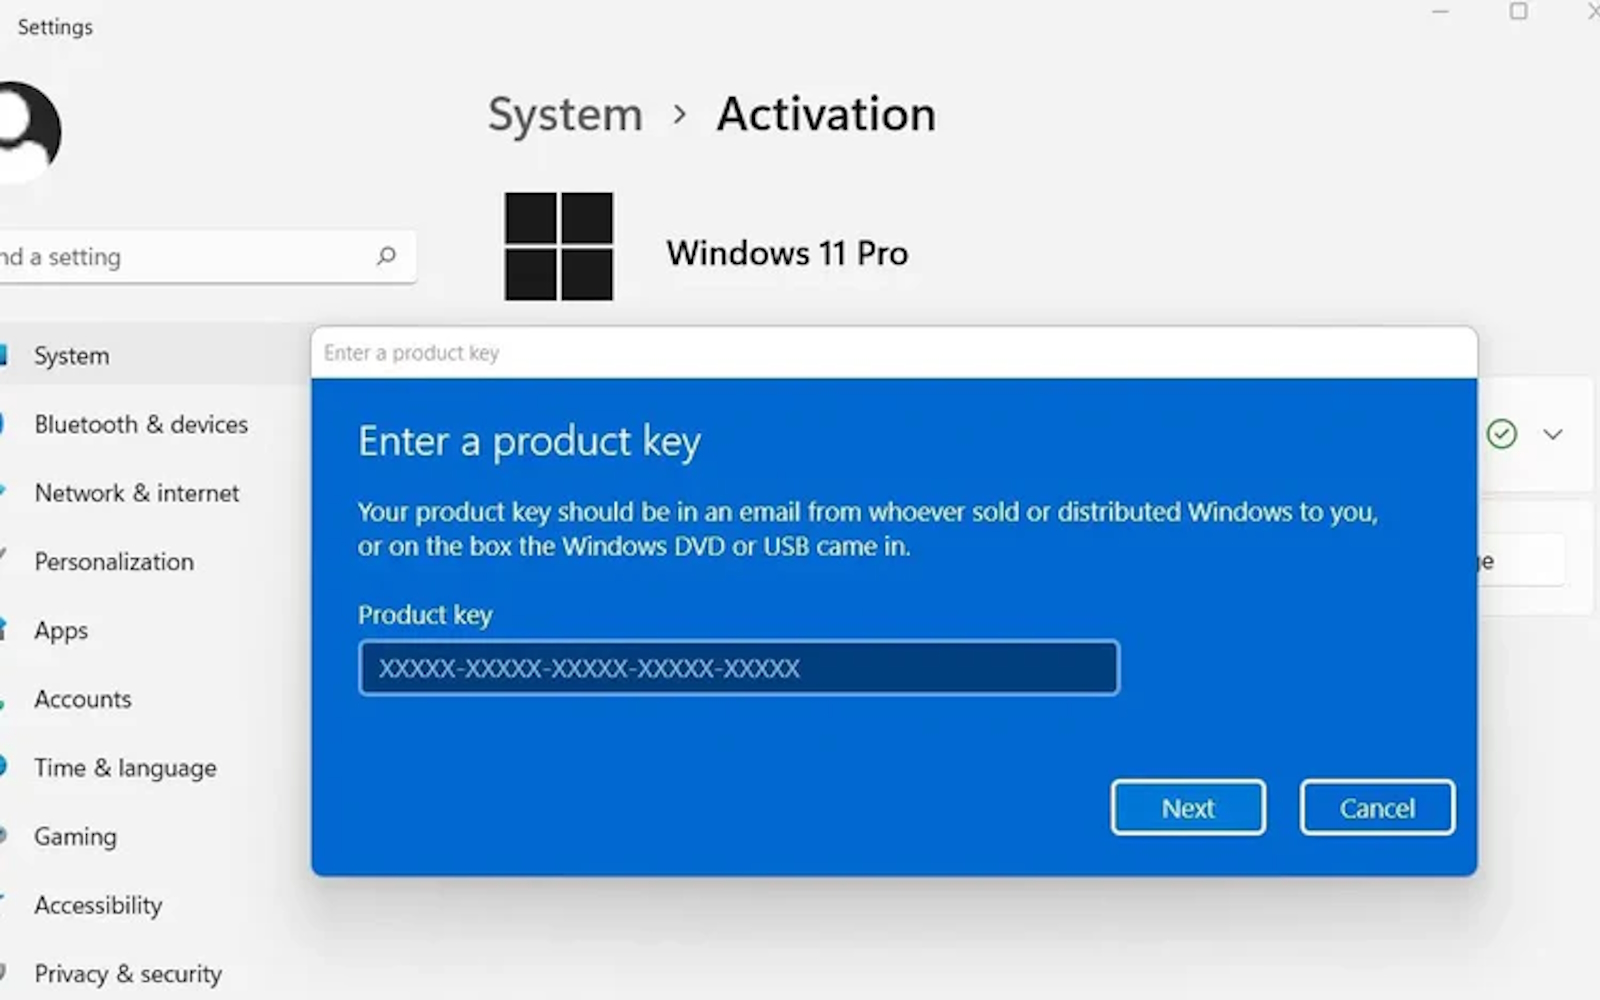 Settings
System > Activation
nd a setting
Windows 11 Pro
System
Bluetooth & devices
Network & internet
Personalization
Apps
Accounts
Time & language
Gaming
Accessibility
Privacy & security
Enter a product key
Enter a product key
Your product key should be in an email from whoever sold or distributed Windows to you,
or on the box the Windows DVD or USB came in.
Product key
XXXXX-XXXXX-XXXXX-XXXXX-XXXXX
Next
Cancel